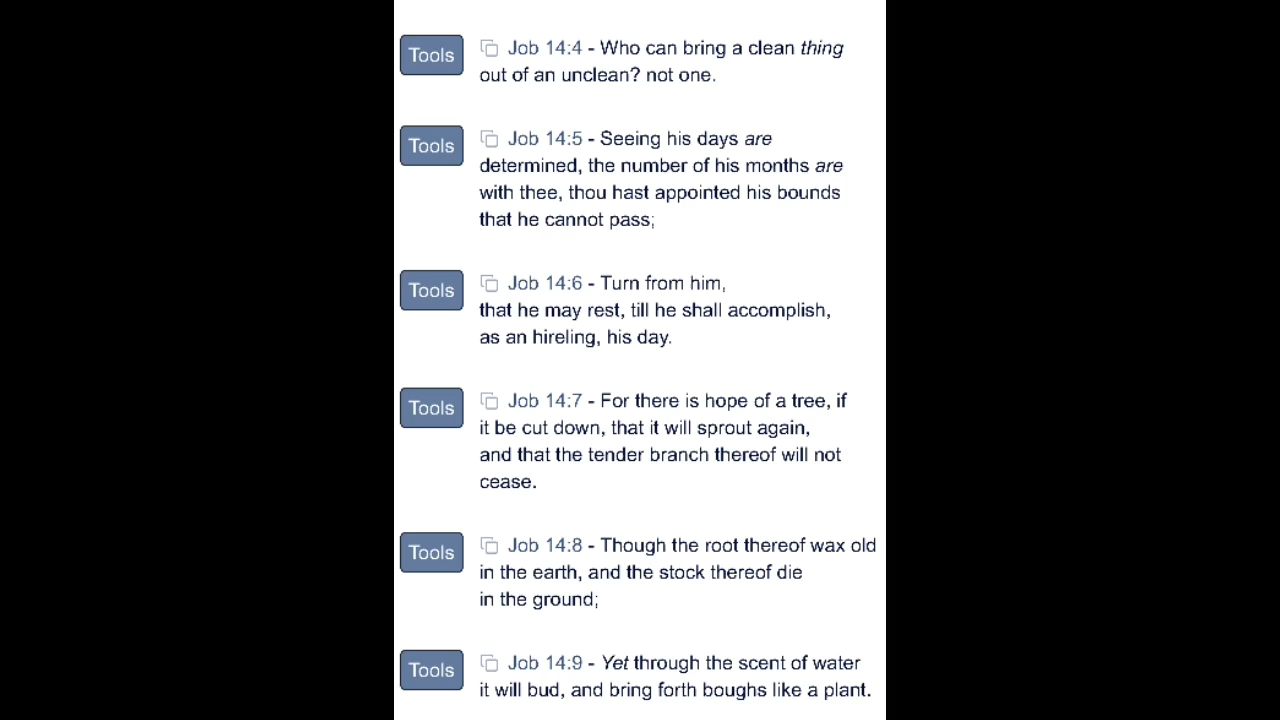 Tools Job 14:4 - Who can bring a clean thing
out of an unclean? not one.
Tools Job 14:5 - Seeing his days are
determined, the number of his months are
with thee, thou hast appointed his bounds
that he cannot pass;
Tools Job 14:6 - Turn from him,
that he may rest, till he shall accomplish,
as an hireling, his day.
Tools Job 14:7 - For there is hope of a tree, if
it be cut down, that it will sprout again,
and that the tender branch thereof will not
cease.
Tools Job 14:8 - Though the root thereof wax old
in the earth, and the stock thereof die
in the ground;
Tools Job 14:9 - Yet through the scent of water
it will bud, and bring forth boughs like a plant.